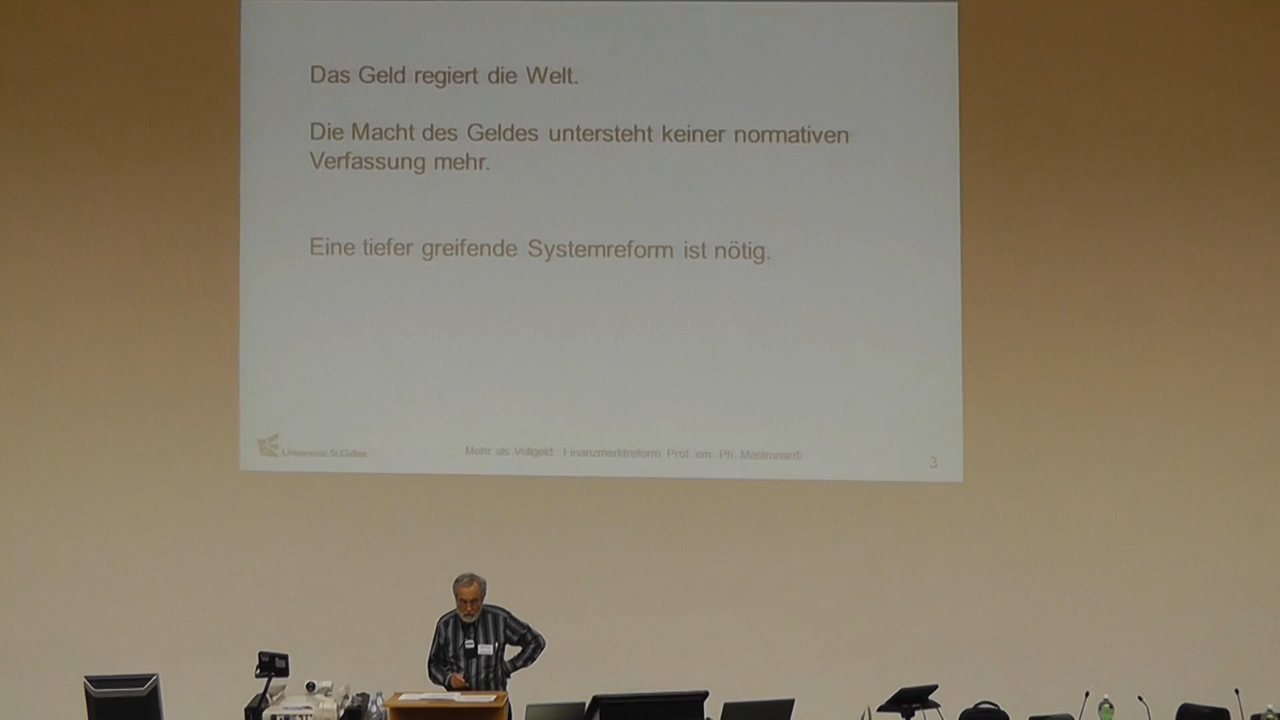 Das Geld regiert die Welt.
Die Macht des Geldes untersteht keiner normativen
Verfassung mehr.
Eine tiefer greifende Systemreform ist nötig.
Universität St.Gallen
Mehr als Vollgeld: Finanzmarktreform Prof. em. Ph. Mastronardi
3